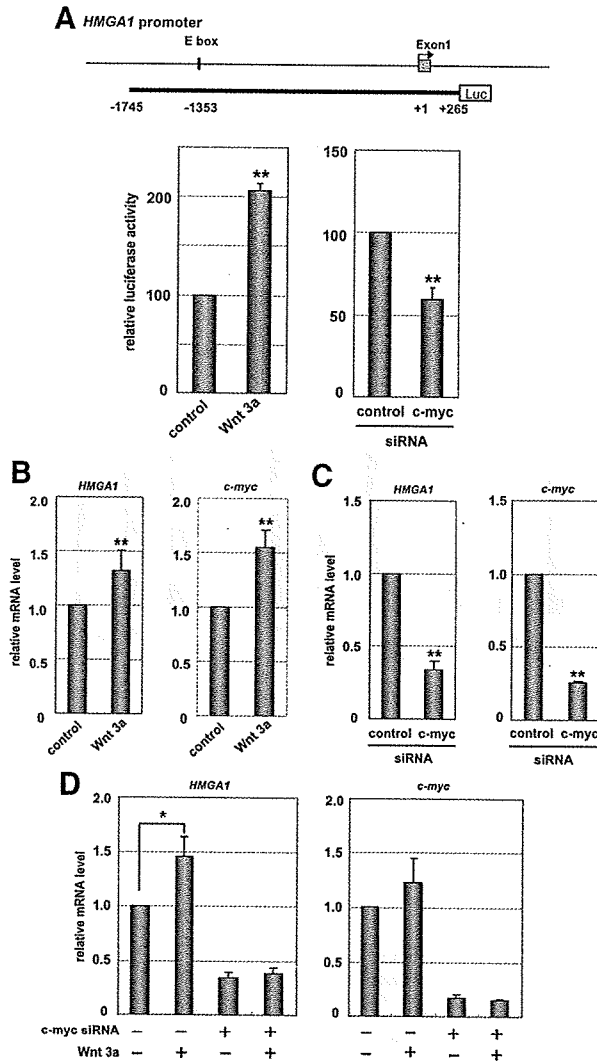 A HMGA1 promoter
E box
Exon1
Luc
-1745 -1353 +1 +265
relative luciferase activity
200
100
0
**
control Wnt 3a
150
100
50
0
**
control c-myc
siRNA
B
HMGA1
relative mRNA level
2.0
1.5
1.0
0.5
0
**
control Wnt 3a
c-myc
2.0
1.5
1.0
0.5
0
**
control Wnt 3a
C
HMGA1
relative mRNA level
1.5
1.0
0.5
0
**
control c-myc
siRNA
c-myc
1.5
1.0
0.5
0
**
control c-myc
siRNA
D
HMGA1
relative mRNA level
2.0
1.5
1.0
0.5
0
*
c-myc siRNA − − + +
Wnt 3a − + − +
c-myc
2.0
1.5
1.0
0.5
0
− − + +
− + − +